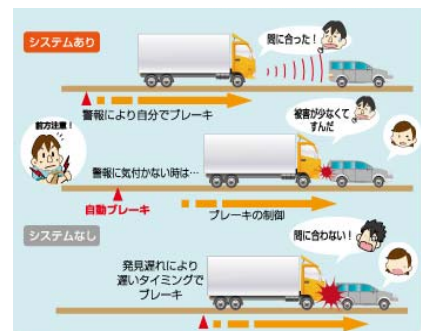 システムあり
間に合った!
警報により自分でブレーキ
前方注意!
被害が少なくて
すんだ
警報に気付かない時は…
自動ブレーキ
ブレーキの制御
システムなし
間に合わない!
発見遅れにより
遅いタイミングで
ブレーキ